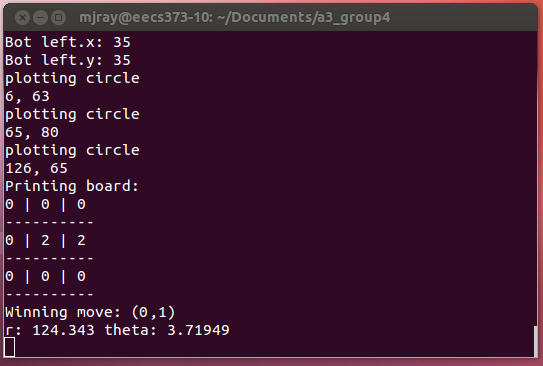 mjray@eecs373-10: ~/Documents/a3_group4
Bot left.x: 35
Bot left.y: 35
plotting circle
6, 63
plotting circle
65, 80
plotting circle
126, 65
Printing board:
0 | 0 | 0
----------
0 | 2 | 2
----------
0 | 0 | 0
----------
Winning move: (0,1)
r: 124.343 theta: 3.71949